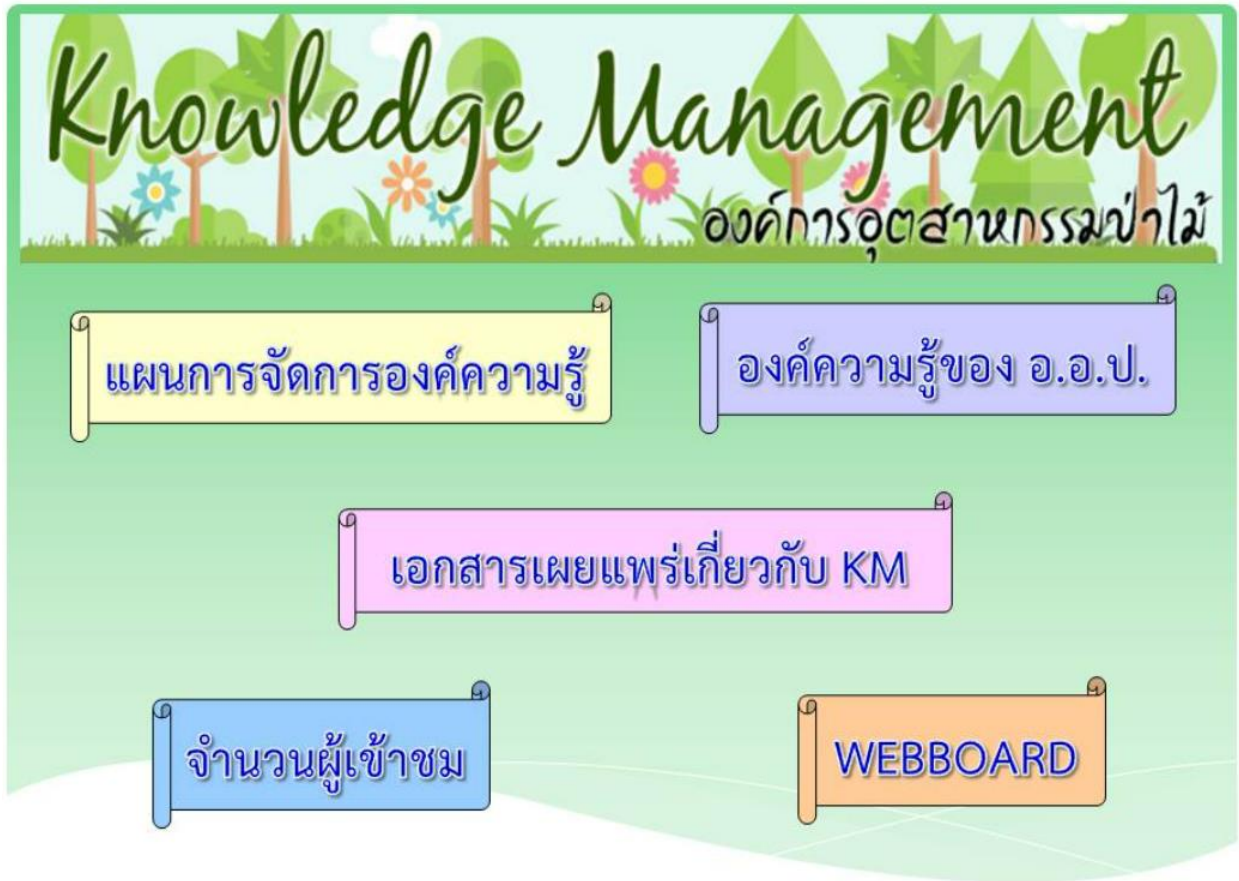 Knowledge Management
องค์การอุตสาหกรรมป่าไม้
แผนการจัดการองค์ความรู้
องค์ความรู้ของ อ.อ.ป.
เอกสารเผยแพร่เกี่ยวกับ KM
จำนวนผู้เข้าชม
WEBBOARD